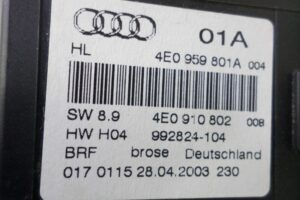 01A
HL 4E0 959 801A 004
SW 8.9 4E0 910 802 008
HW H04 992824-104
BRF brose Deutschland
017 0115 28.04.2003 230